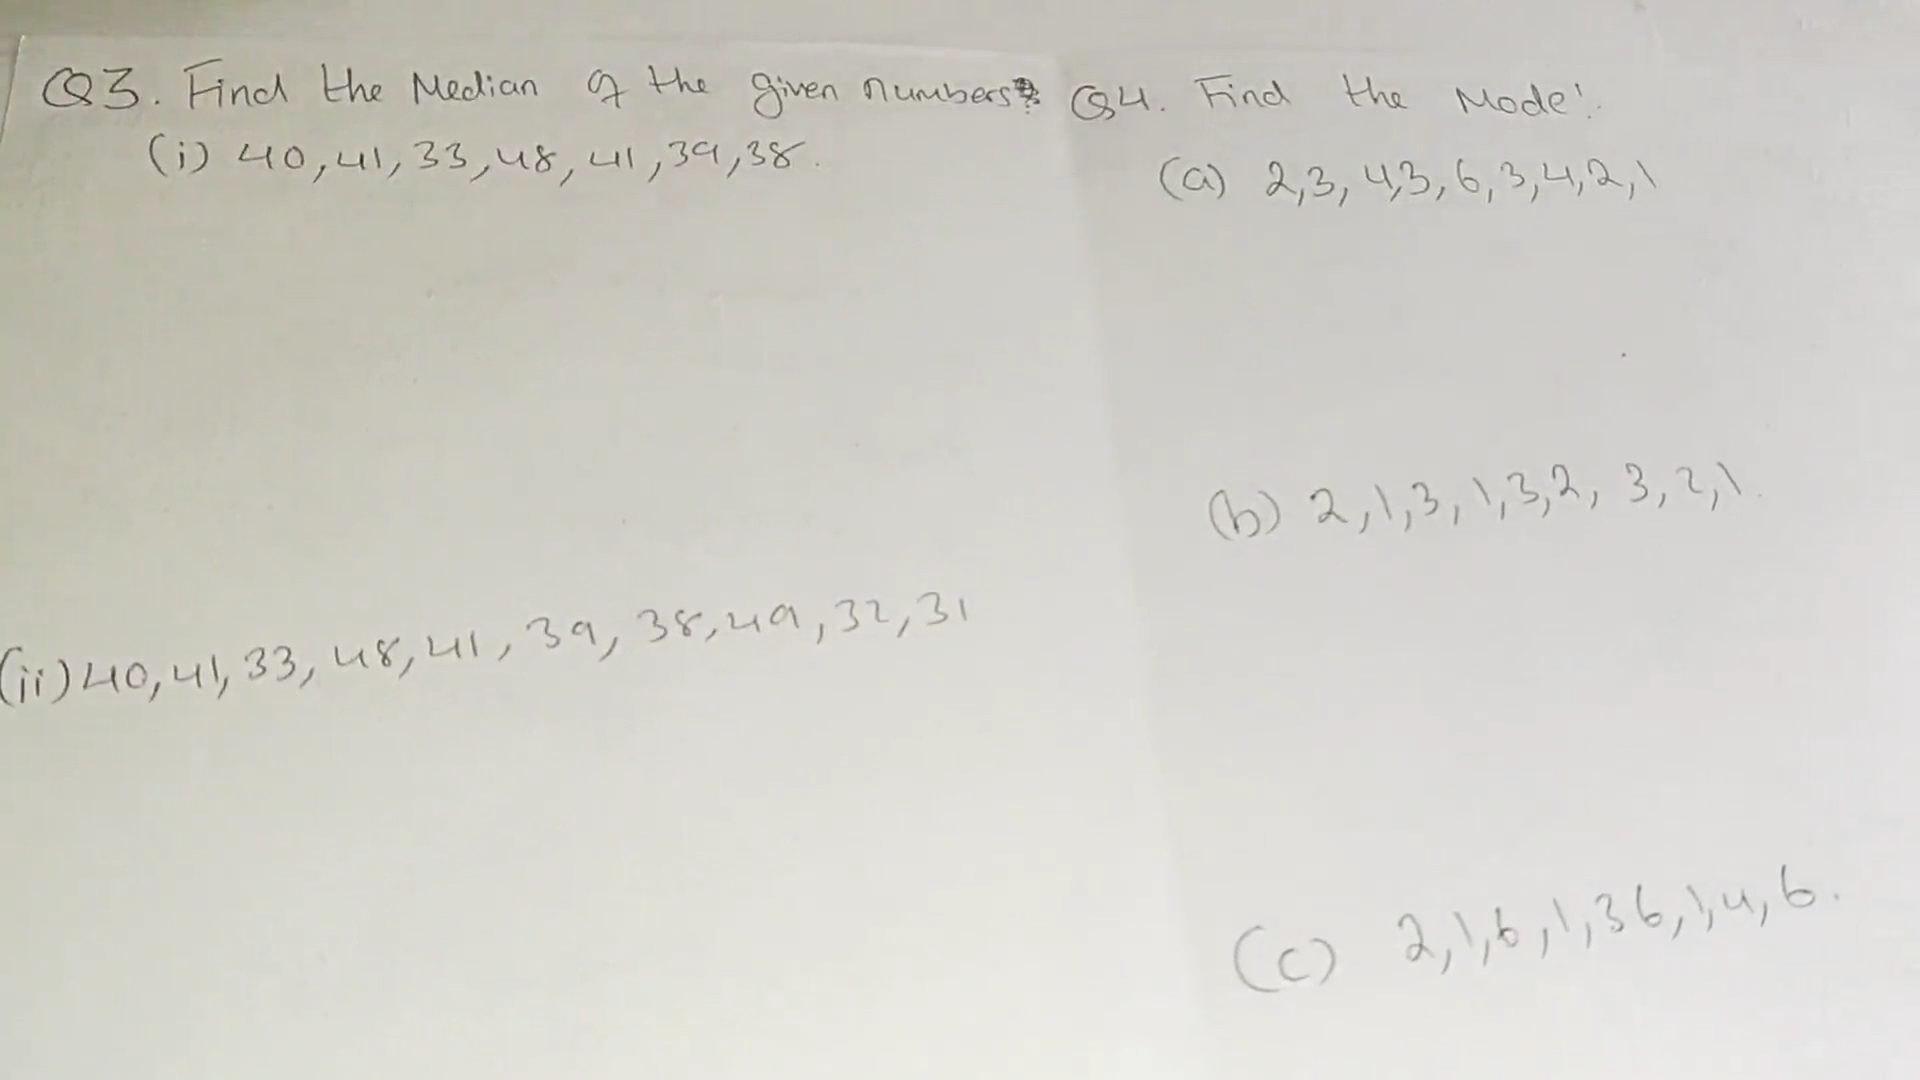 Q3. Find the Median of the given numbers?
(i) 40, 41, 33, 48, 41, 39, 38.
(ii) 40, 41, 33, 48, 41, 39, 38, 49, 32, 31
Q4. Find the Mode:
(a) 2, 3, 4, 3, 6, 3, 4, 2, 1
(b) 2, 1, 3, 1, 3, 2, 3, 2, 1.
(c) 2, 1, 6, 1, 3 6, 1, 4, 6.